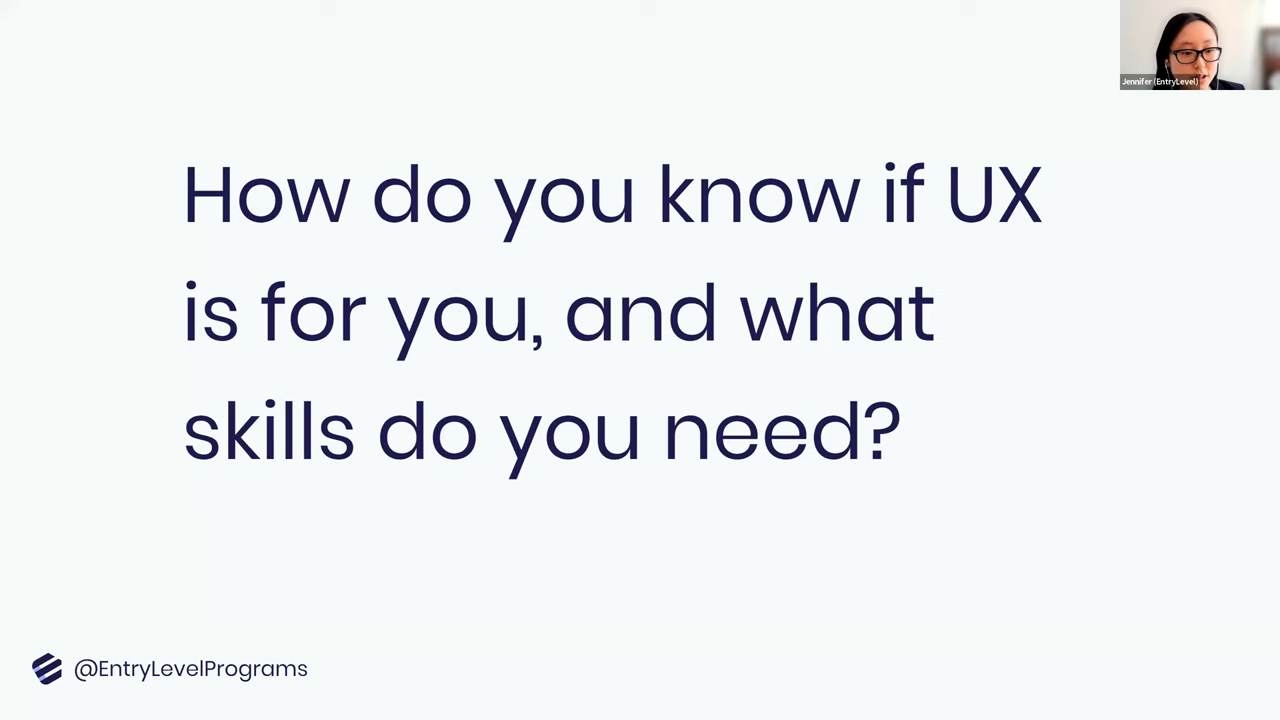 Jennifer (EntryLevel)
How do you know if UX
is for you, and what
skills do you need?
@EntryLevelPrograms